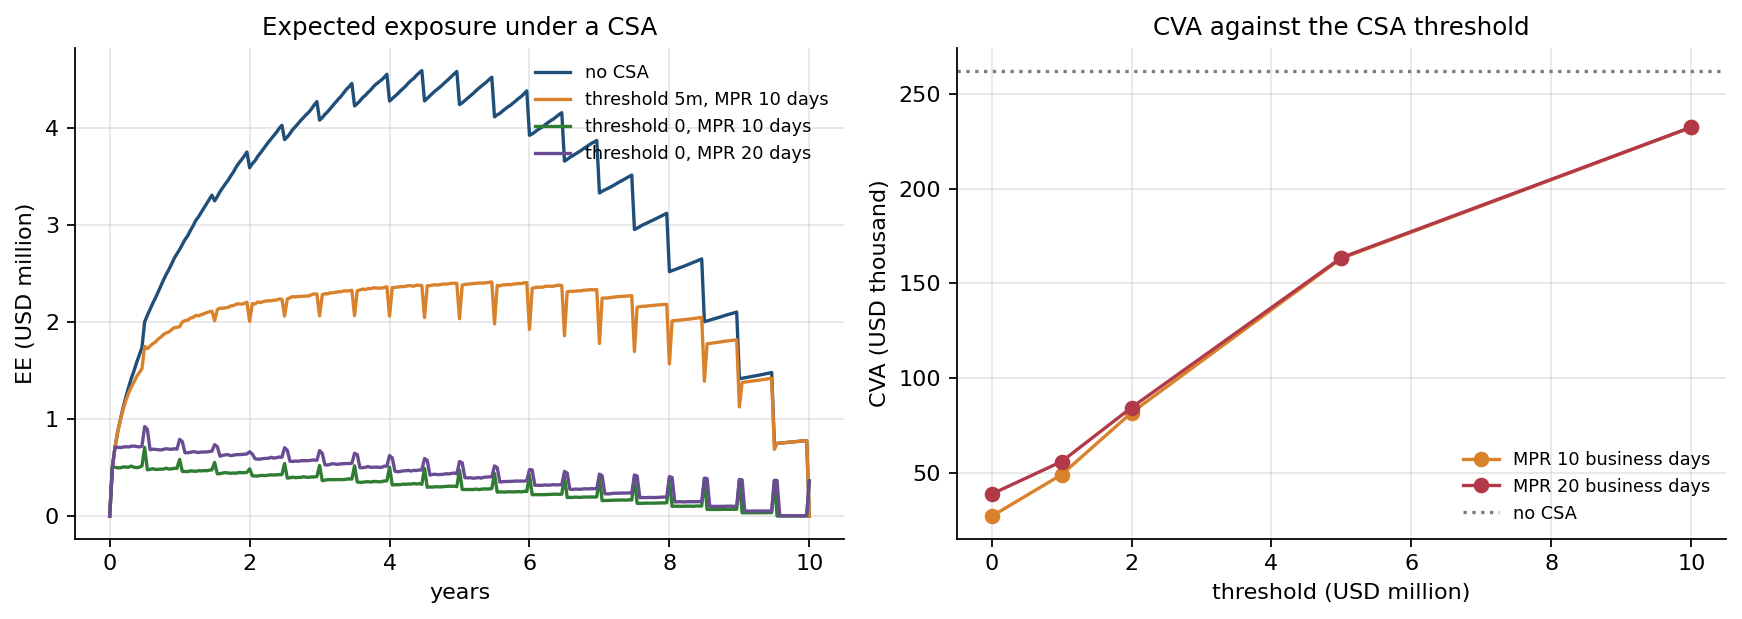 Expected exposure under a CSA
EE (USD million)
4
3
2
1
0
no CSA
threshold 5m, MPR 10 days
threshold 0, MPR 10 days
threshold 0, MPR 20 days
0 2 4 6 8 10
years
CVA against the CSA threshold
CVA (USD thousand)
250
200
150
100
50
MPR 10 business days
MPR 20 business days
no CSA
0 2 4 6 8 10
threshold (USD million)